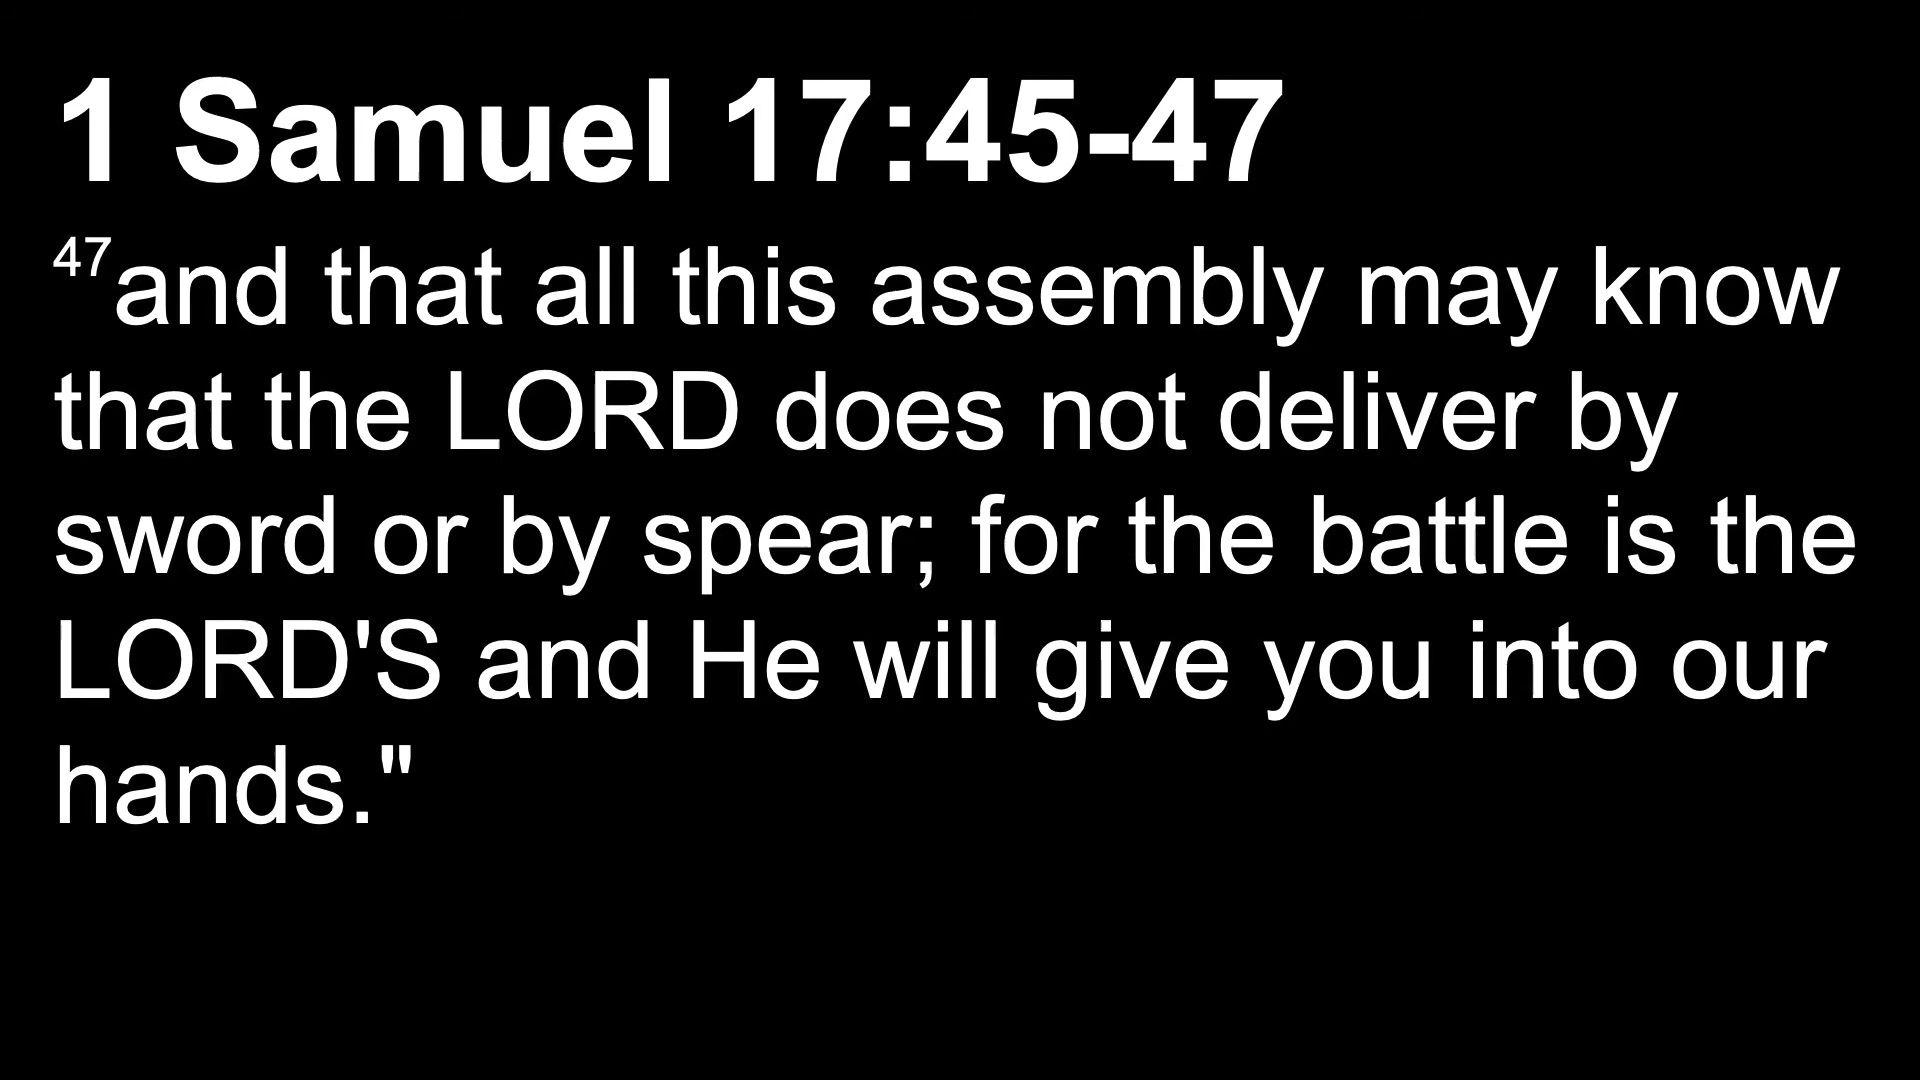 1 Samuel 17:45-47
47and that all this assembly may know
that the LORD does not deliver by
sword or by spear; for the battle is the
LORD'S and He will give you into our
hands."